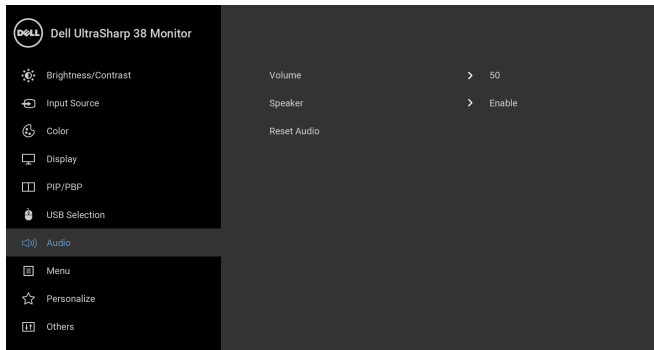 DELL Dell UltraSharp 38 Monitor
Brightness/Contrast
Volume 50
Input Source
Speaker Enable
Color
Reset Audio
Display
PIP/PBP
USB Selection
Audio
Menu
Personalize
Others